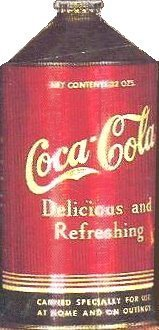 NET CONTENTS 32 OZS.
Coca-Cola
Delicious and
Refreshing
CANNED SPECIALLY FOR USE
AT HOME AND ON OUTINGS